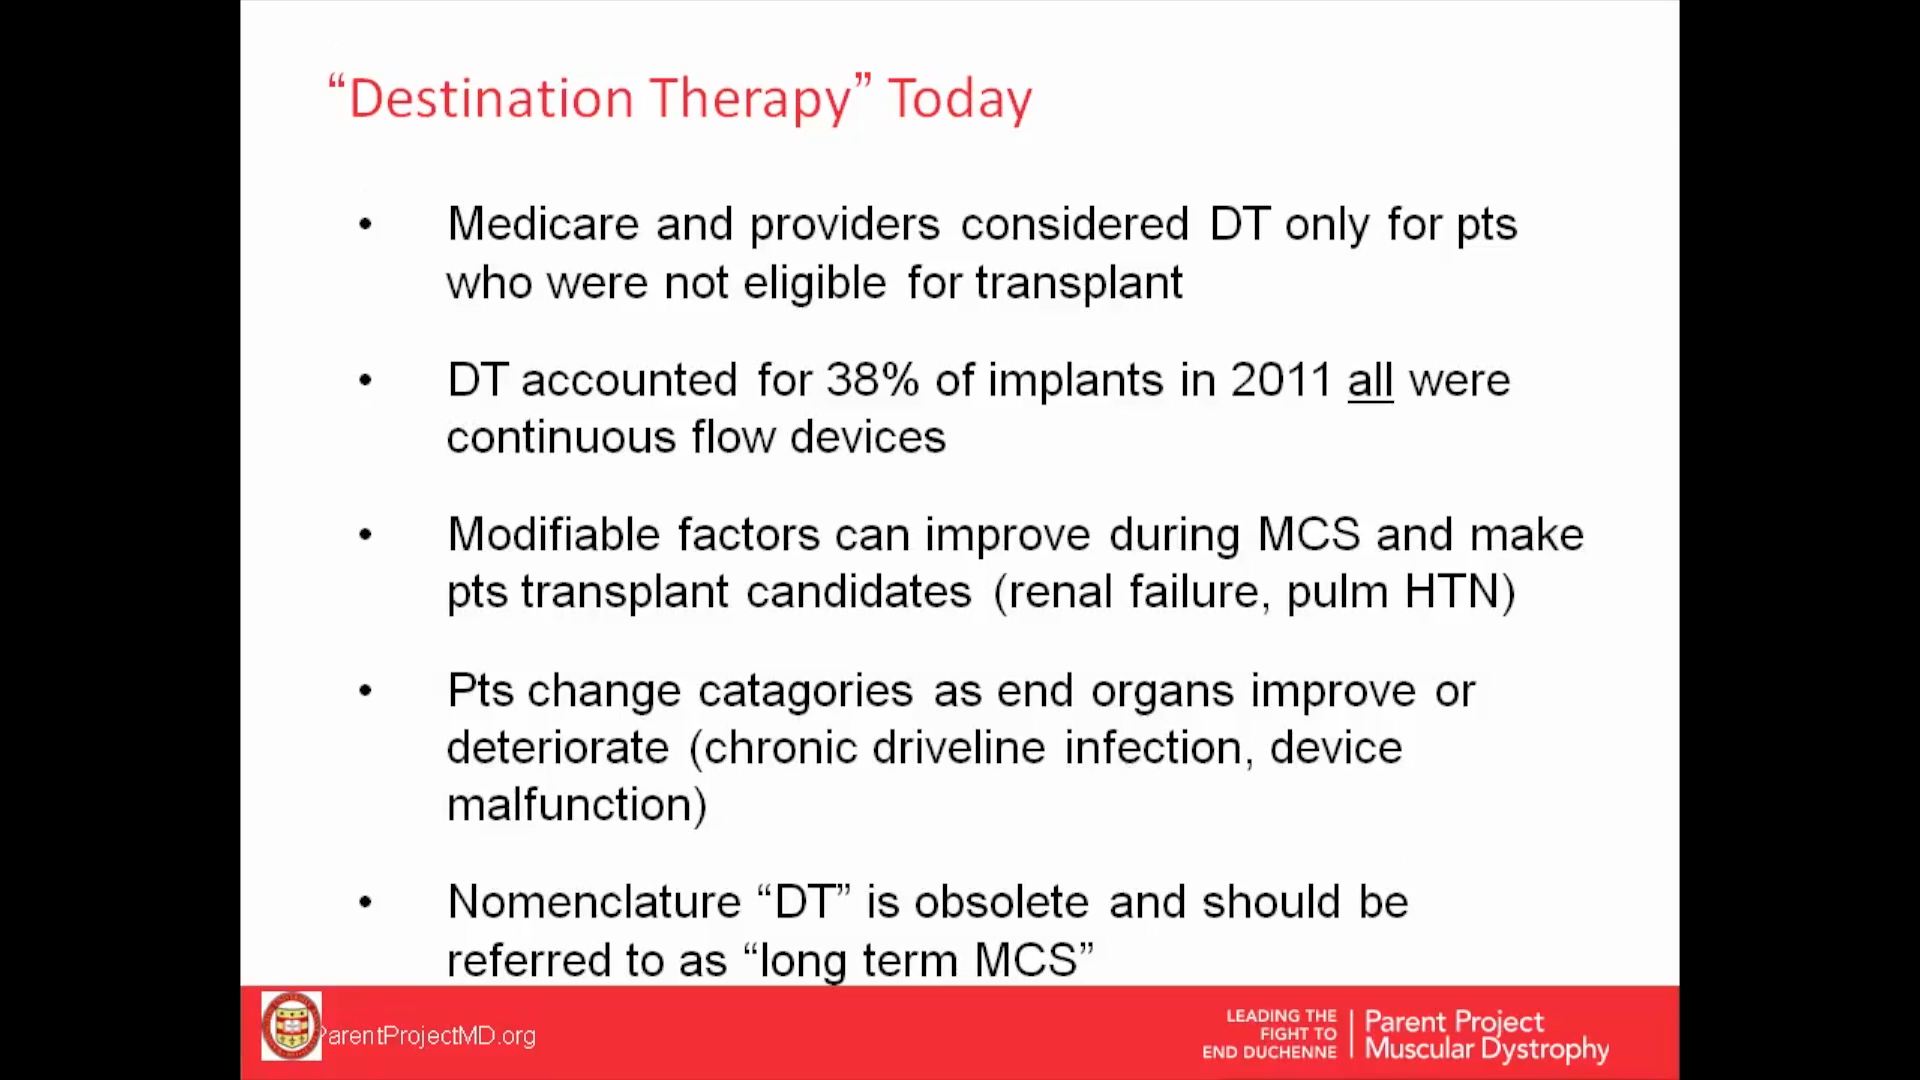 “Destination Therapy” Today
• Medicare and providers considered DT only for pts
who were not eligible for transplant
• DT accounted for 38% of implants in 2011 all were
continuous flow devices
• Modifiable factors can improve during MCS and make
pts transplant candidates (renal failure, pulm HTN)
• Pts change catagories as end organs improve or
deteriorate (chronic driveline infection, device
malfunction)
• Nomenclature “DT” is obsolete and should be
referred to as “long term MCS”
ParentProjectMD.org
LEADING THE
FIGHT TO
END DUCHENNE
Parent Project
Muscular Dystrophy